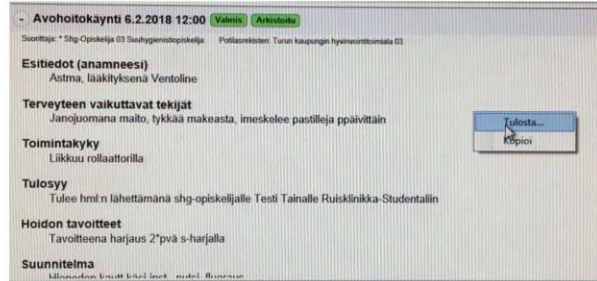 - Avohoitokäynti 6.2.2018 12:00 Valmis Arkistoitu
Suorittaja: * Shg-Opiskelija 03 Suuhygienistiopiskelija Potilasrekisteri: Turun kaupungin hyvinvointitoimiala 03
Esitiedot (anamneesi)
Astma, lääkityksenä Ventoline
Terveyteen vaikuttavat tekijät
Janojuomana maito, tykkää makeasta, imeskelee pastilleja ppäivittäin
Tulosta...
Kopioi
Toimintakyky
Liikkuu rollaattorilla
Tulosyy
Tulee hml:n lähettämänä shg-opiskelijalle Testi Tainalle Ruisklinikka-Studentaliin
Hoidon tavoitteet
Tavoitteena harjaus 2*pvä s-harjalla
Suunnitelma